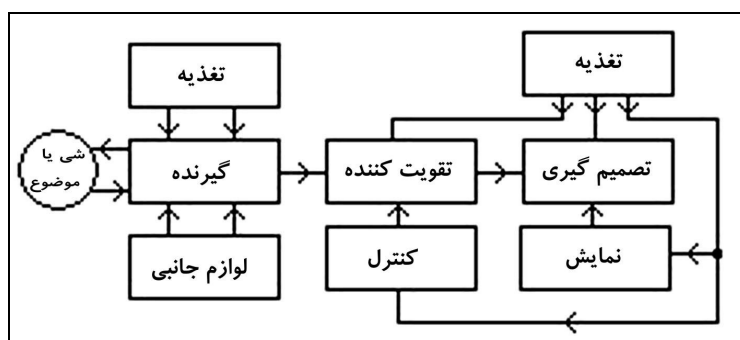 تغذیه
تغذیه
شی یا
موضوع
گیرنده
تقویت کننده
تصمیم گیری
لوازم جانبی
کنترل
نمایش